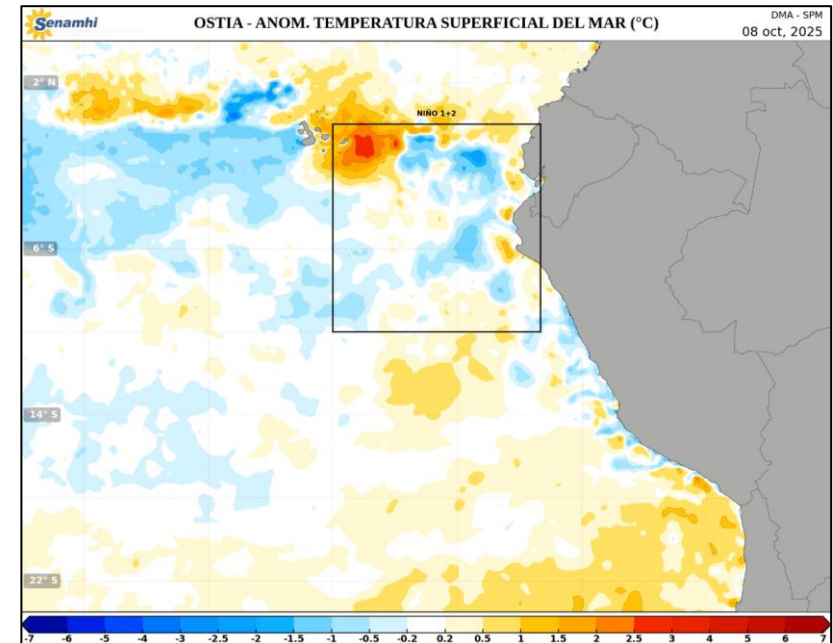 Senamhi
OSTIA - ANOM. TEMPERATURA SUPERFICIAL DEL MAR (°C)
DMA - SPM
08 oct, 2025
2° N
NIÑO 1+2
6° S
14° S
22° S
-7 -6 -5 -4 -3 -2.5 -2 -1.5 -1 -0.5 -0.2 0.2 0.5 1 1.5 2 2.5 3 4 5 6 7